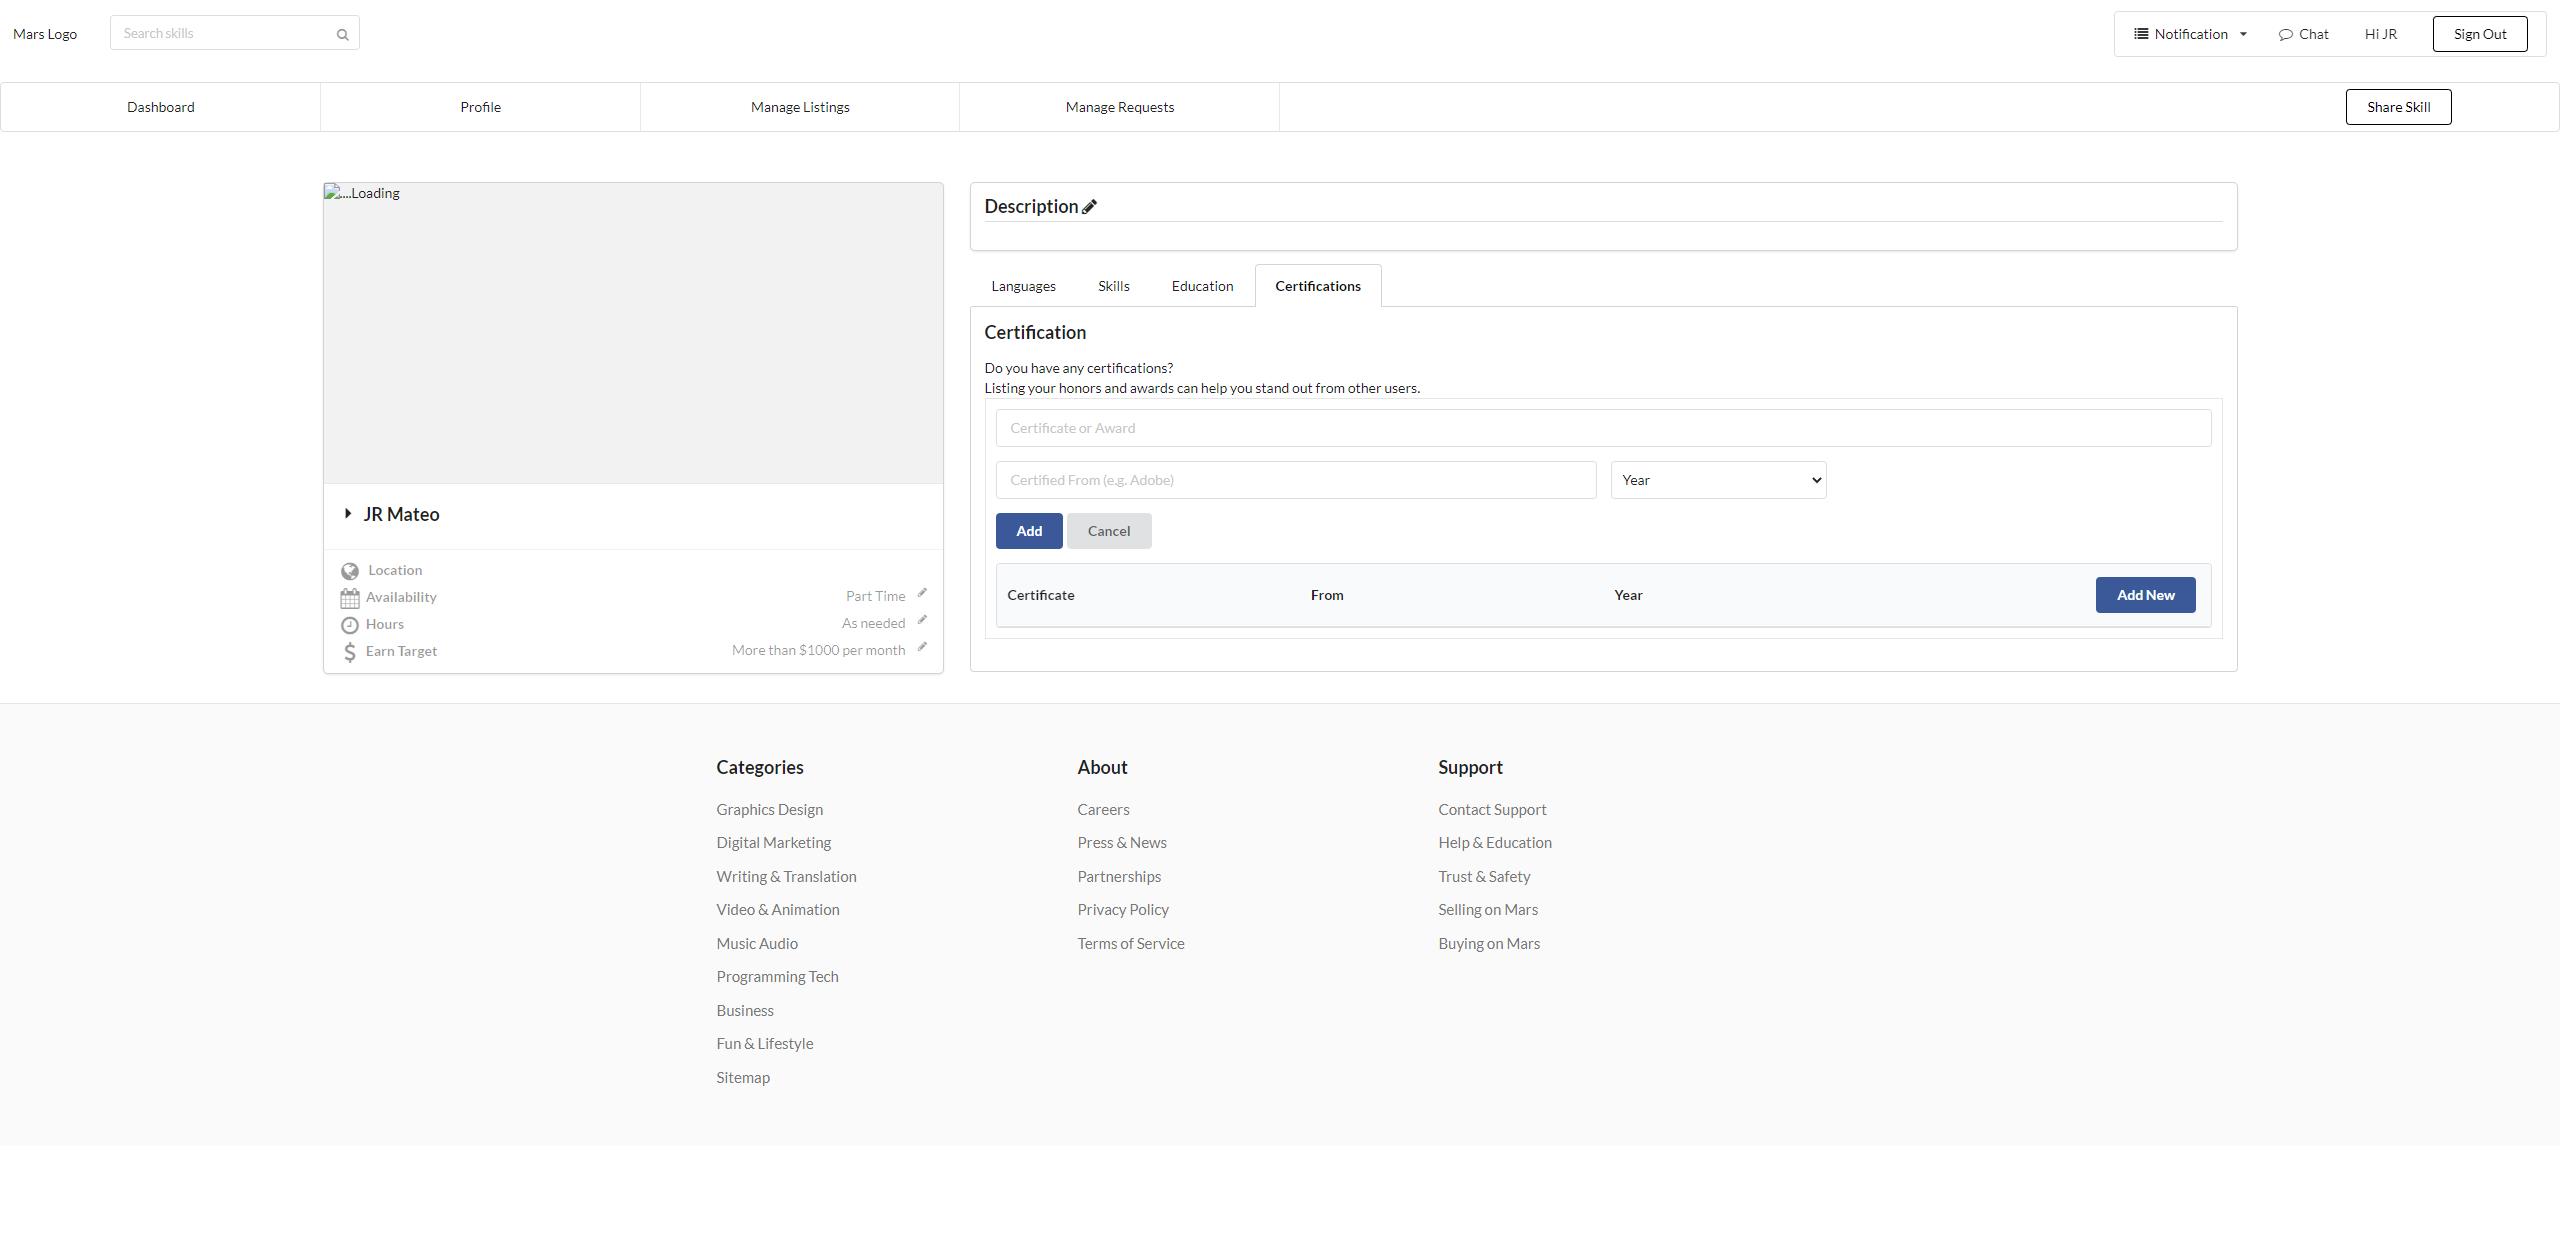 Mars Logo
Search skills
Notification
Chat
Hi JR
Sign Out
Dashboard
Profile
Manage Listings
Manage Requests
Share Skill
....Loading
JR Mateo
Location
Availability
Part Time
Hours
As needed
Earn Target
More than $1000 per month
Description
Languages
Skills
Education
Certifications
Certification
Do you have any certifications?
Listing your honors and awards can help you stand out from other users.
Certificate or Award
Certified From (e.g. Adobe)
Year
Add
Cancel
Certificate
From
Year
Add New
Categories
Graphics Design
Digital Marketing
Writing & Translation
Video & Animation
Music Audio
Programming Tech
Business
Fun & Lifestyle
Sitemap
About
Careers
Press & News
Partnerships
Privacy Policy
Terms of Service
Support
Contact Support
Help & Education
Trust & Safety
Selling on Mars
Buying on Mars